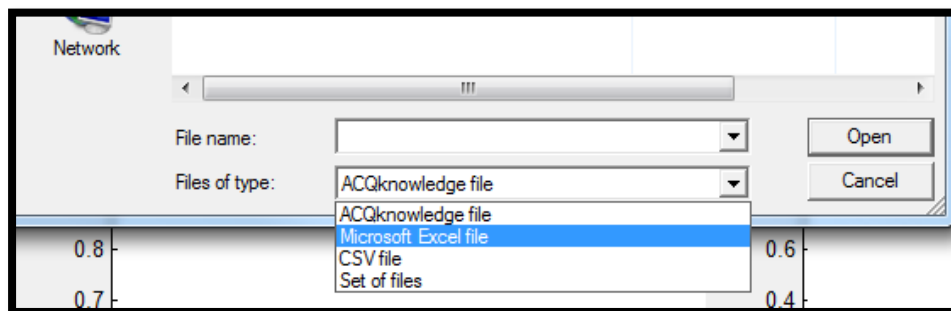 Network
File name:
Open
Files of type:
ACQknowledge file
Cancel
ACQknowledge file
Microsoft Excel file
CSV file
Set of files
0.8
0.6
0.7
0.4